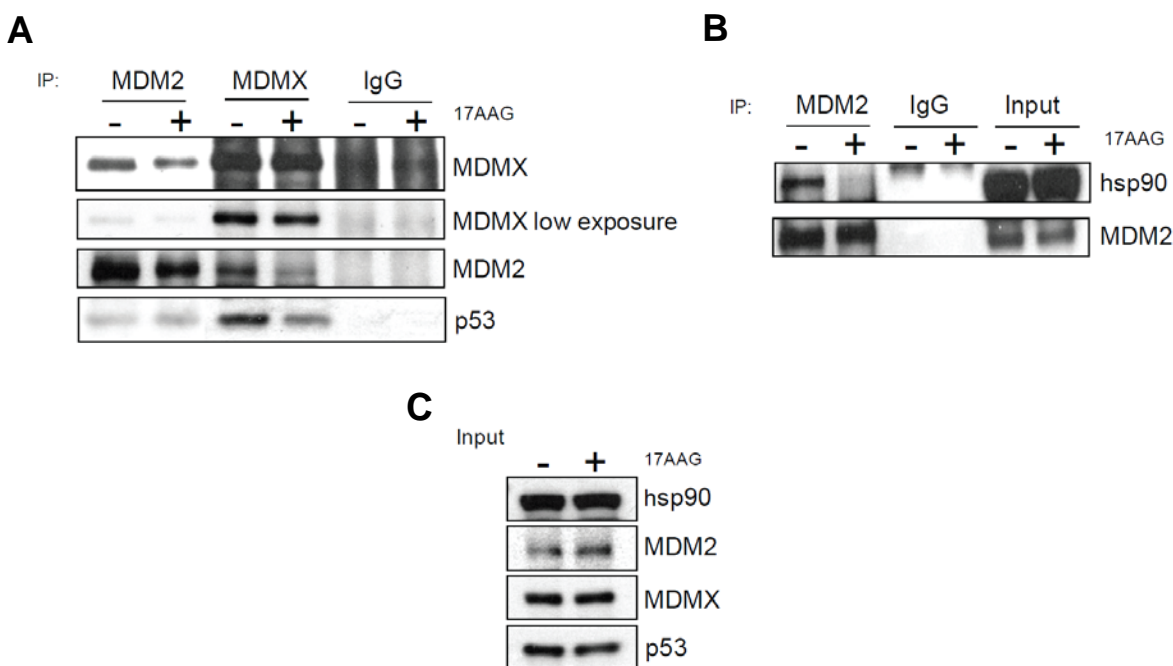 A
IP: MDM2 MDMX IgG
- + - + - + 17AAG
MDMX
MDMX low exposure
MDM2
p53
B
IP: MDM2 IgG Input
- + - + - + 17AAG
hsp90
MDM2
C
Input
- + 17AAG
hsp90
MDM2
MDMX
p53